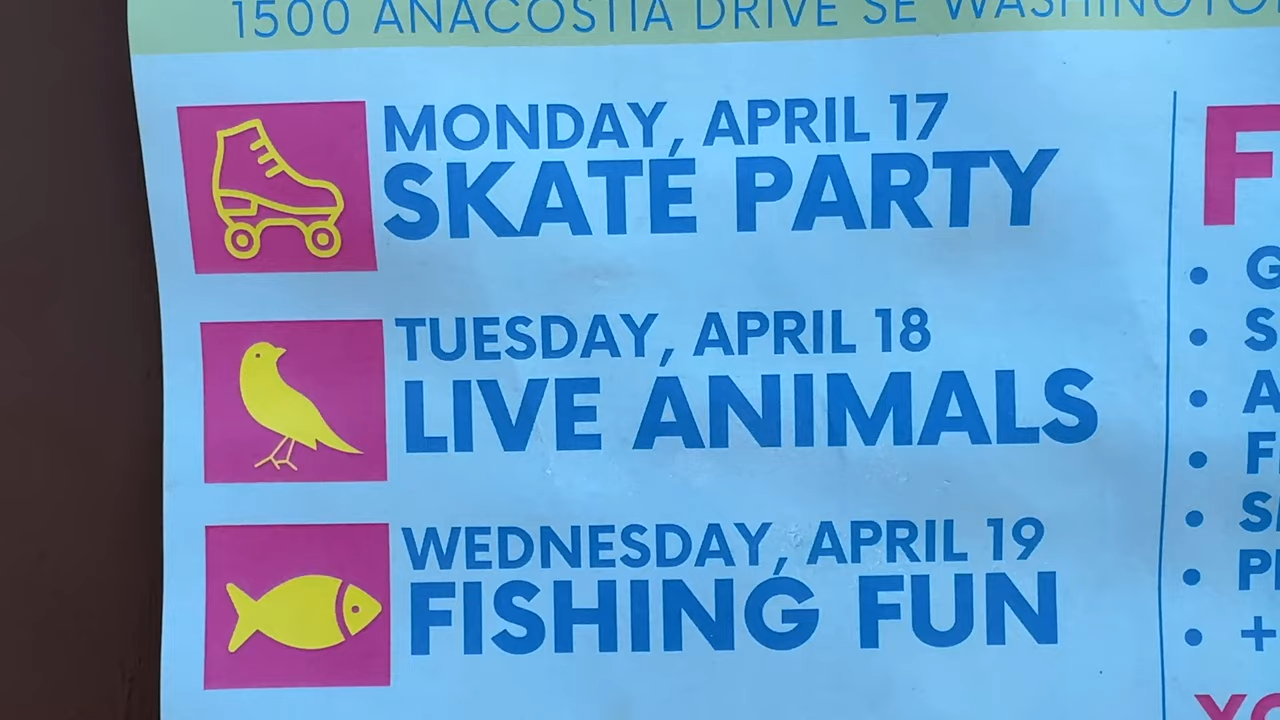 1500 ANACOSTIA DRIVE SE
MONDAY, APRIL 17
SKATE PARTY
TUESDAY, APRIL 18
LIVE ANIMALS
WEDNESDAY, APRIL 19
FISHING FUN